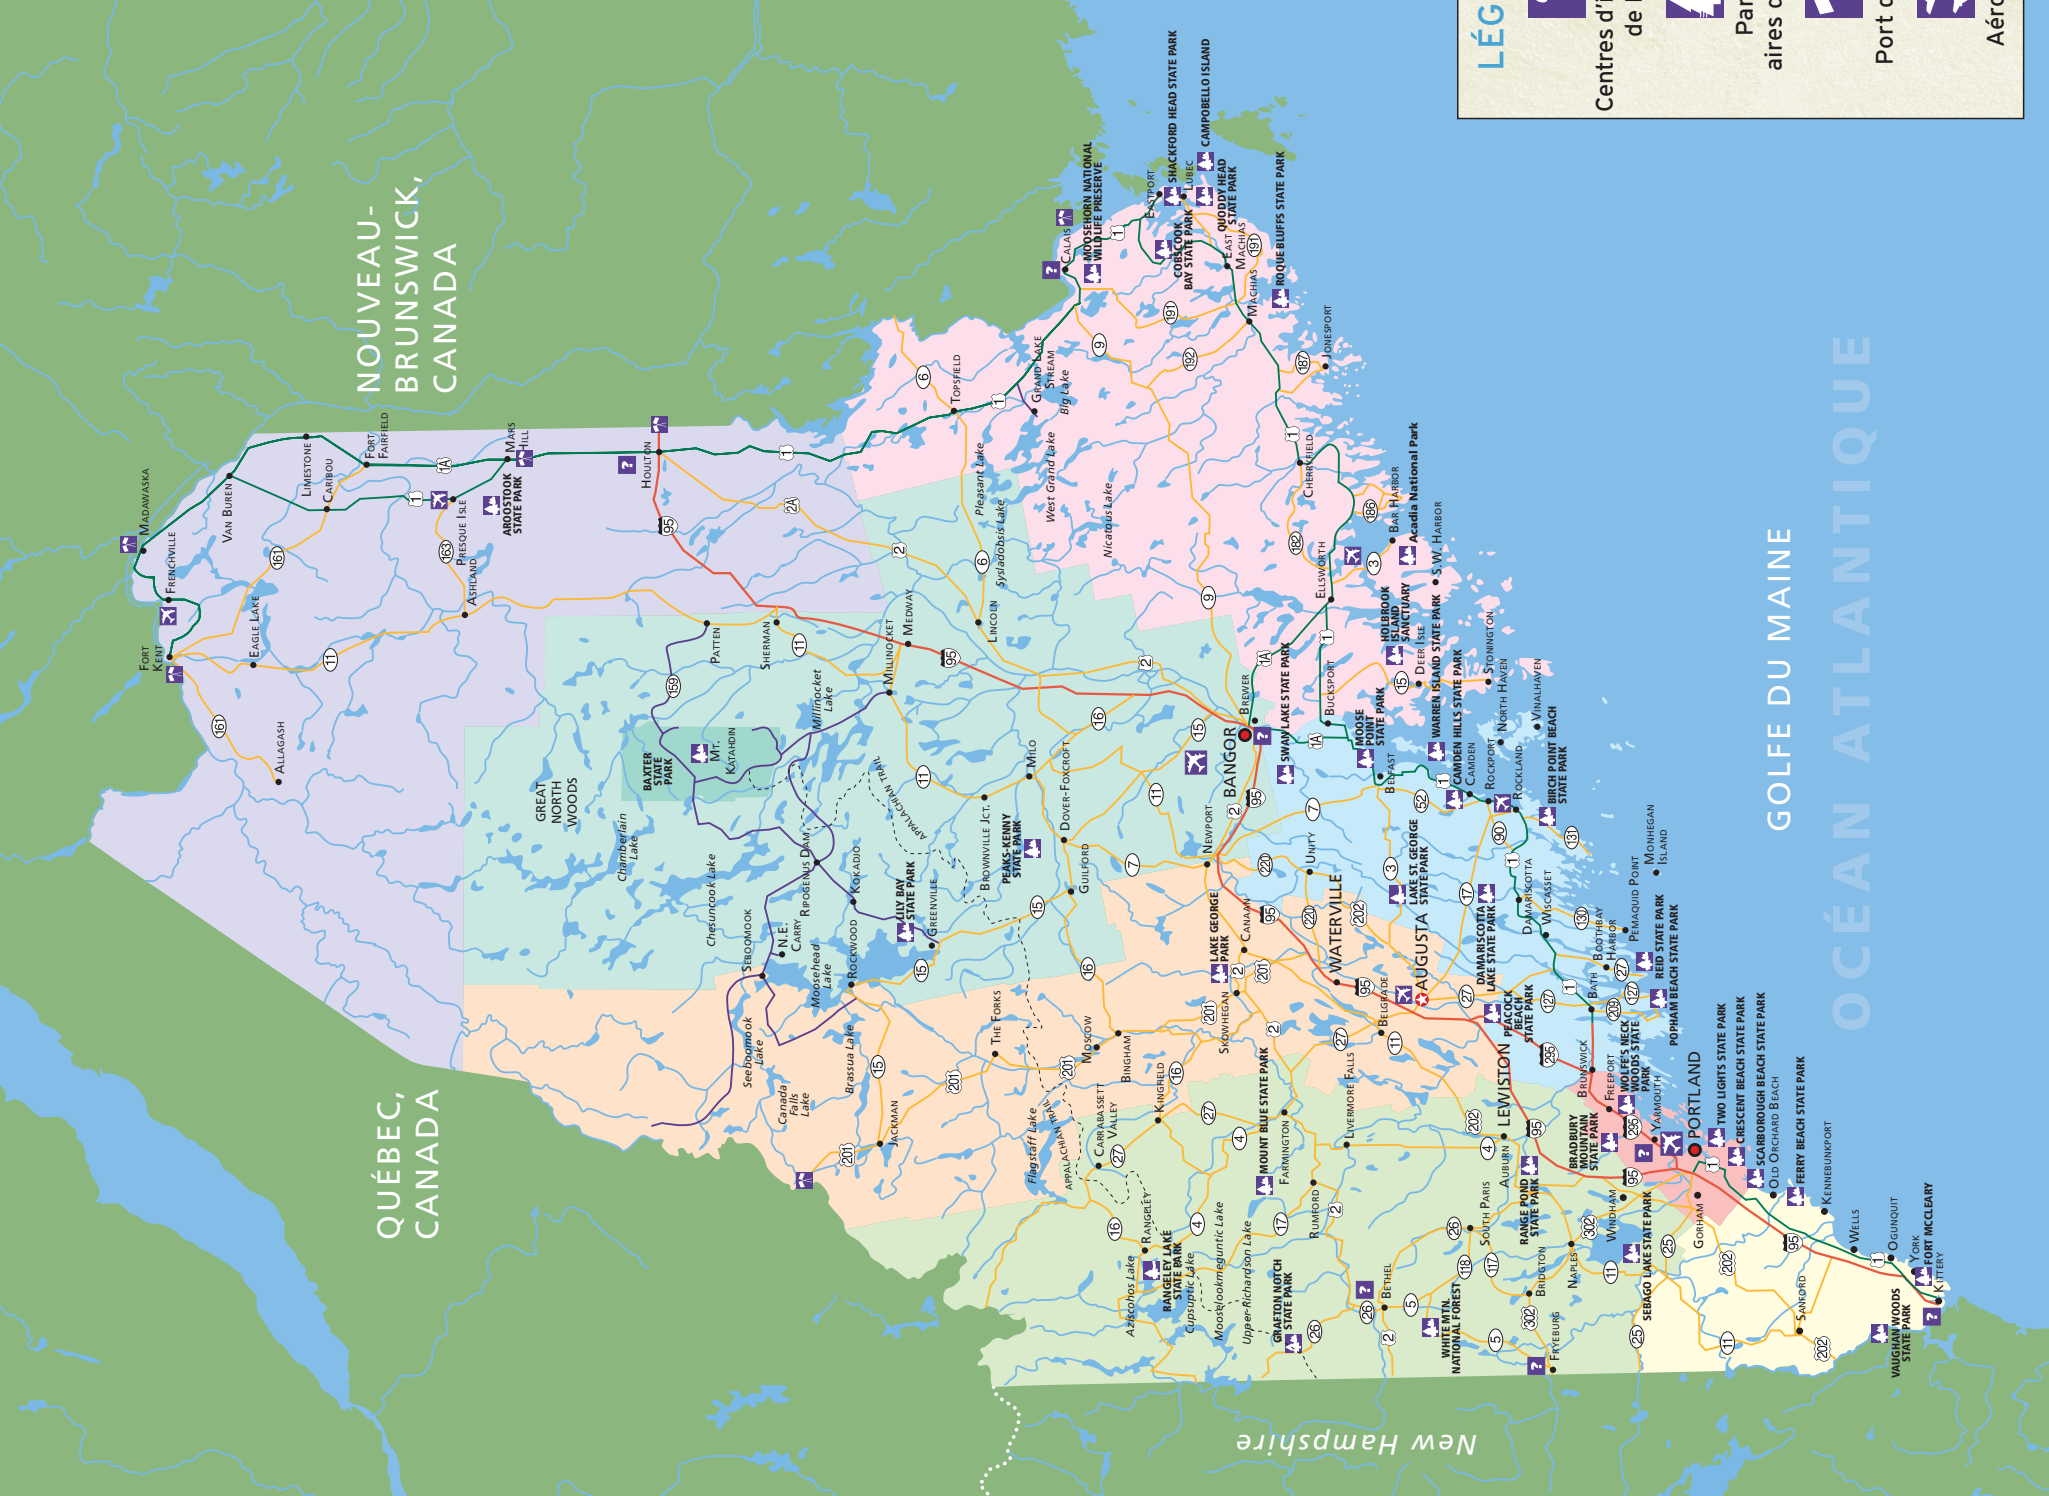 QUÉBEC,
CANADA
NOUVEAU-
BRUNSWICK,
CANADA
New Hampshire
GOLFE DU MAINE
OCÉAN ATLANTIQUE
LÉG
Centres d'i
de
Par
aires d
Port d
Aéro
MADAWASKA
FRENCHVILLE
FORT
KENT
EAGLE LAKE
ALLAGASH
VAN BUREN
LIMESTONE
CARIBOU
FORT
FAIRFIELD
PRESQUE ISLE
MARS
HILL
AROOSTOOK
STATE PARK
ASHLAND
HOULTON
PATTEN
SHERMAN
GREAT
NORTH
WOODS
BAXTER
STATE
PARK
MT.
KATAHDIN
Chamberlain
Lake
Chesuncook Lake
Millinocket
Lake
MILLINOCKET
MEDWAY
LINCOLN
RIPOGENUS DAM
KOKADJO
APPALACHIAN TRAIL
APPALACHIAN
SEBOOMOOK
N.E.
CARRY
Moosehead
Lake
ROCKWOOD
LILY BAY
STATE PARK
GREENVILLE
BROWNVILLE JCT.
MILO
PEAKS-KENNY
STATE PARK
DOVER-FOXCROFT
GUILFORD
Seeboomook
Lake
Canada
Falls
Lake
Brassua Lake
JACKMAN
THE FORKS
MOSCOW
BINGHAM
Flagstaff Lake
APPALACHIAN TRAIL
CARRABASSETT
VALLEY
KINGFIELD
Pleasant Lake
Sysladobsis Lake
West Grand Lake
Nicatous Lake
TOPSFIELD
GRAND LAKE
STREAM
Big Lake
CALAIS
MOOSEHORN NATIONAL
WILDLIFE PRESERVE
EASTPORT
SHACKFORD HEAD STATE PARK
LUBEC
CAMPOBELLO ISLAND
COBSCOOK
BAY STATE PARK
QUODDY HEAD
STATE PARK
EAST
MACHIAS
MACHIAS
ROQUE BLUFFS STATE PARK
JONESPORT
CHERRYFIELD
ELLSWORTH
BAR HARBOR
Acadia National Park
S.W. HARBOR
HOLBROOK
ISLAND
SANCTUARY
DEER ISLE
STONINGTON
WARREN ISLAND STATE PARK
BREWER
BANGOR
SWAN LAKE STATE PARK
BUCKSPORT
MOOSE
POINT
STATE PARK
BELFAST
CAMDEN HILLS STATE PARK
CAMDEN
ROCKPORT
NORTH HAVEN
ROCKLAND
VINALHAVEN
BIRCH POINT BEACH
STATE PARK
NEWPORT
UNITY
LAKE ST GEORGE
STATE PARK
LAKE GEORGE
PARK
CANAAN
SKOWHEGAN
WATERVILLE
BELGRADE
AUGUSTA
DAMARISCOTTA
LAKE STATE PARK
DAMARISCOTTA
WISCASSET
MONHEGAN
ISLAND
PEMAQUID POINT
BOOTHBAY
HARBOR
REID STATE PARK
POPHAM BEACH STATE PARK
BATH
PEACOCK
BEACH
STATE PARK
BRUNSWICK
FREEPORT
WOLFE'S NECK
WOODS STATE
PARK
YARMOUTH
BRADBURY
MOUNTAIN
STATE PARK
PORTLAND
TWO LIGHTS STATE PARK
CRESCENT BEACH STATE PARK
SCARBOROUGH BEACH STATE PARK
OLD ORCHARD BEACH
FERRY BEACH STATE PARK
KENNEBUNKPORT
WELLS
OGUNQUIT
YORK
FORT MCCLEARY
KITTERY
VAUGHAN WOODS
STATE PARK
SANFORD
GORHAM
WINDHAM
SEBAGO LAKE STATE PARK
NAPLES
BRIDGTON
FRYEBURG
WHITE MTN.
NATIONAL FOREST
BETHEL
SOUTH PARIS
RANGE POND
STATE PARK
AUBURN
LEWISTON
LIVERMORE FALLS
FARMINGTON
MOUNT BLUE STATE PARK
RUMFORD
GRAFTON NOTCH
STATE PARK
Upper-Richardson Lake
Mooselookmeguntic Lake
Cupsuptic Lake
RANGELEY LAKE
STATE PARK
RANGELEY
Aziscohos Lake